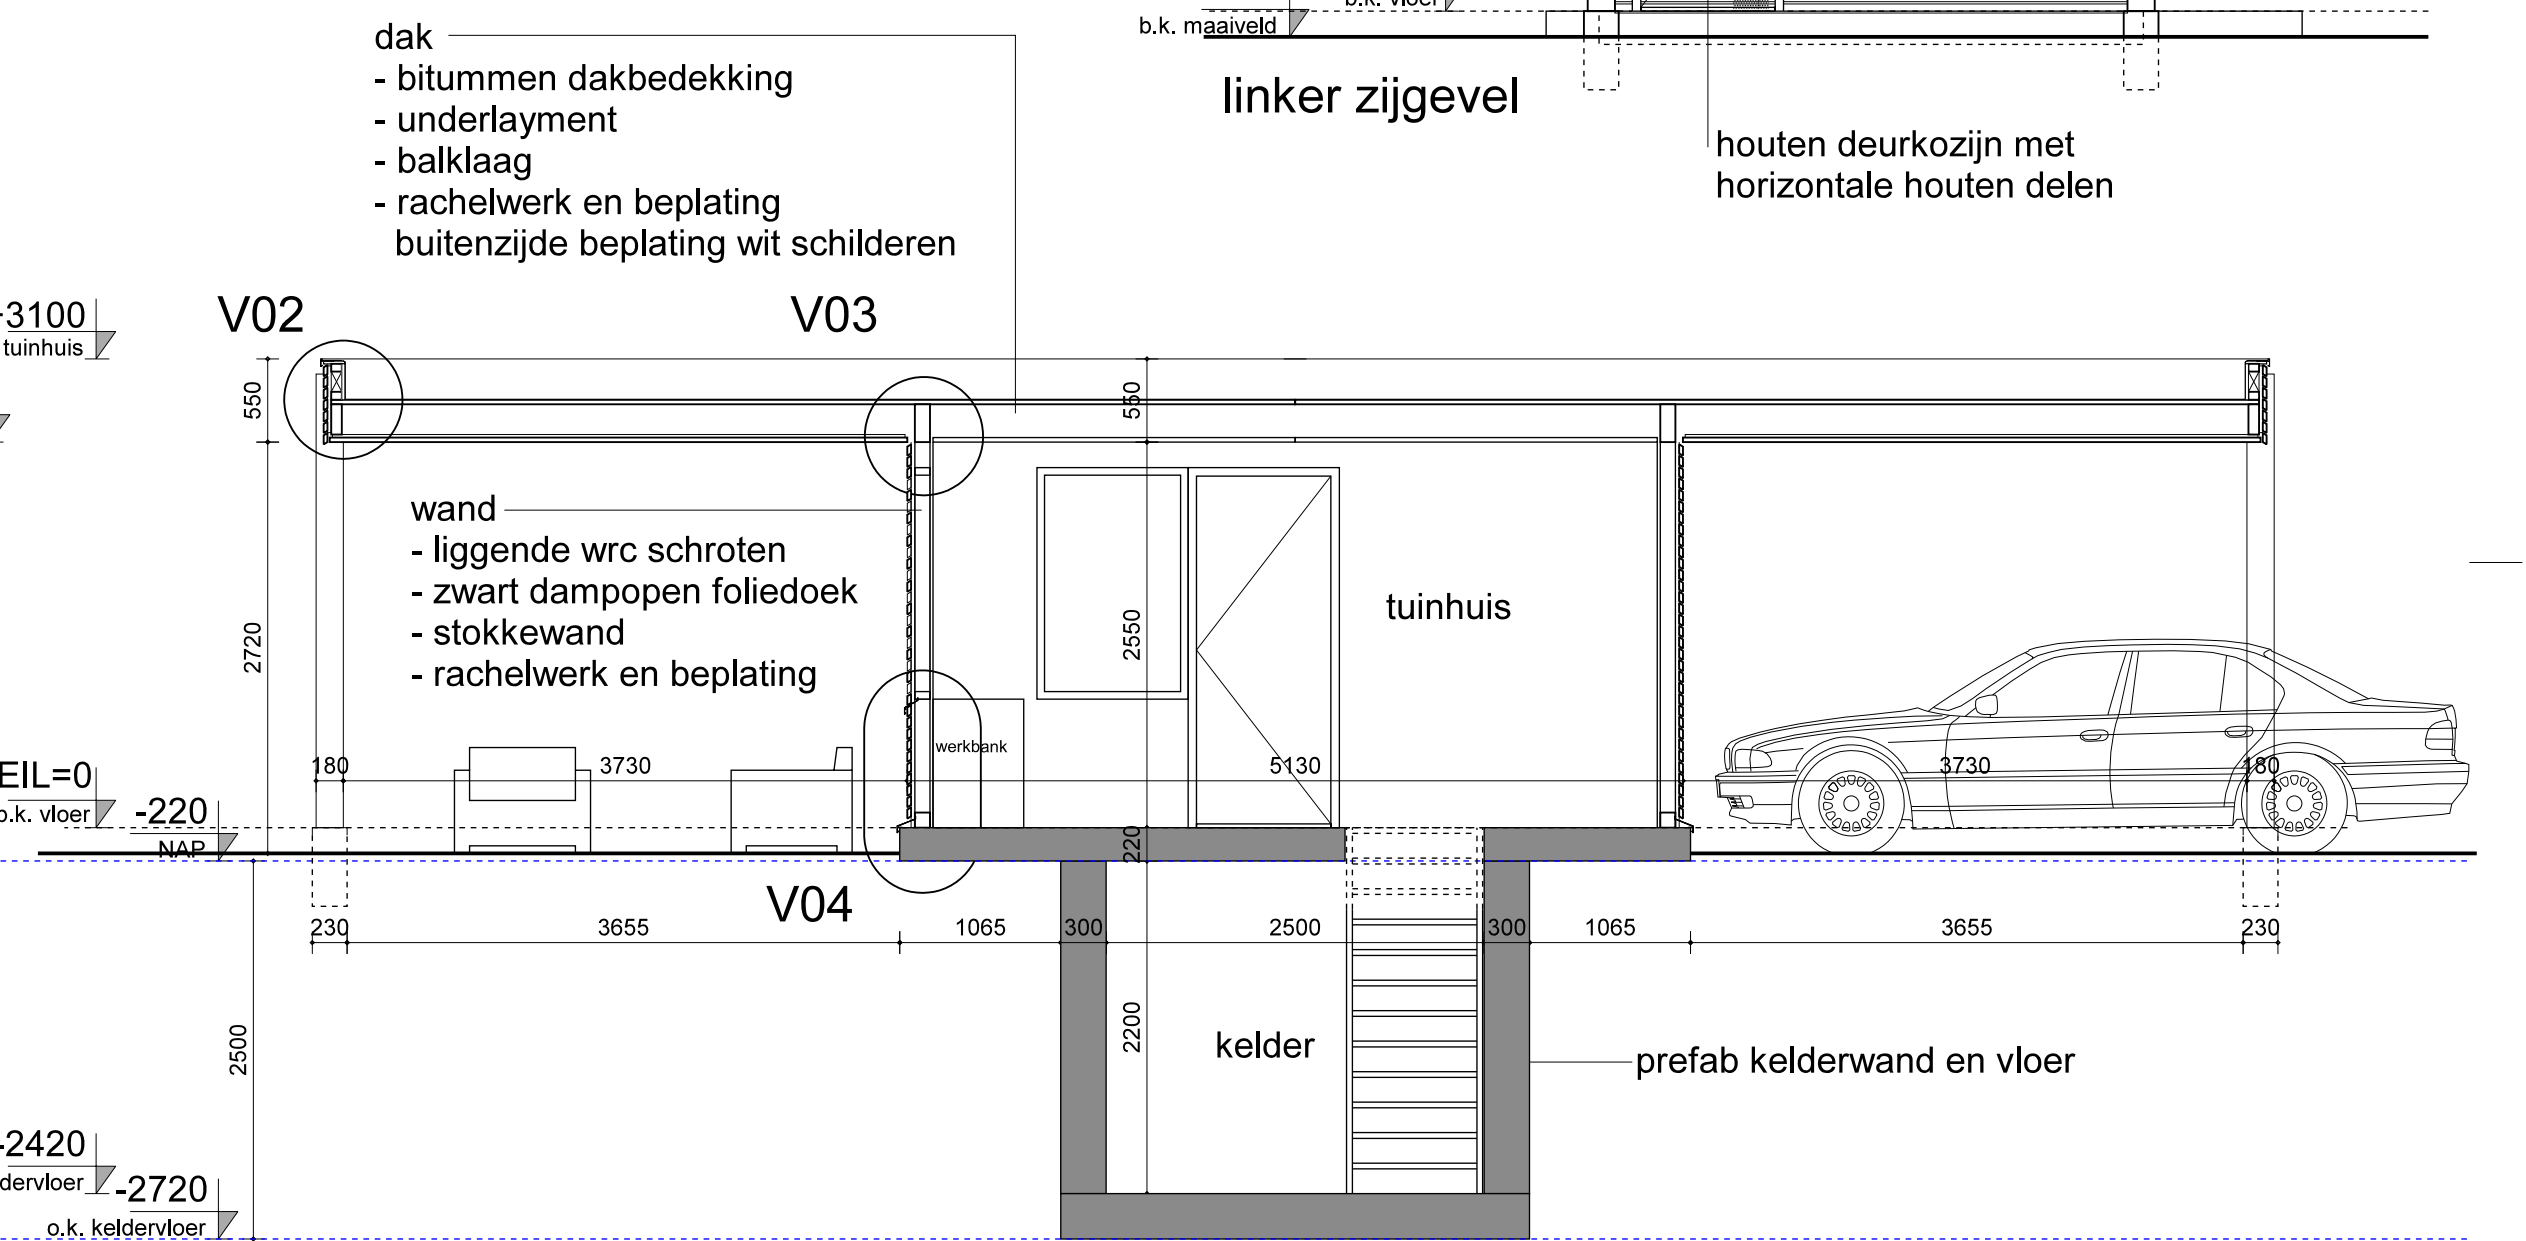 b.k. vloer
b.k. maaiveld
linker zijgevel
houten deurkozijn met
horizontale houten delen
dak
- bitummen dakbedekking
- underlayment
- balklaag
- rachelwerk en beplating
buitenzijde beplating wit schilderen
3100
tuinhuis
V02
V03
550
550
wand
- liggende wrc schroten
- zwart dampopen foliedoek
- stokkewand
- rachelwerk en beplating
2720
2550
tuinhuis
werkbank
180
3730
5130
3730
180
EIL=0
b.k. vloer
-220
NAP
220
V04
230
3655
1065
300
2500
300
1065
3655
230
2500
2200
kelder
prefab kelderwand en vloer
-2420
dervloer
-2720
o.k. keldervloer